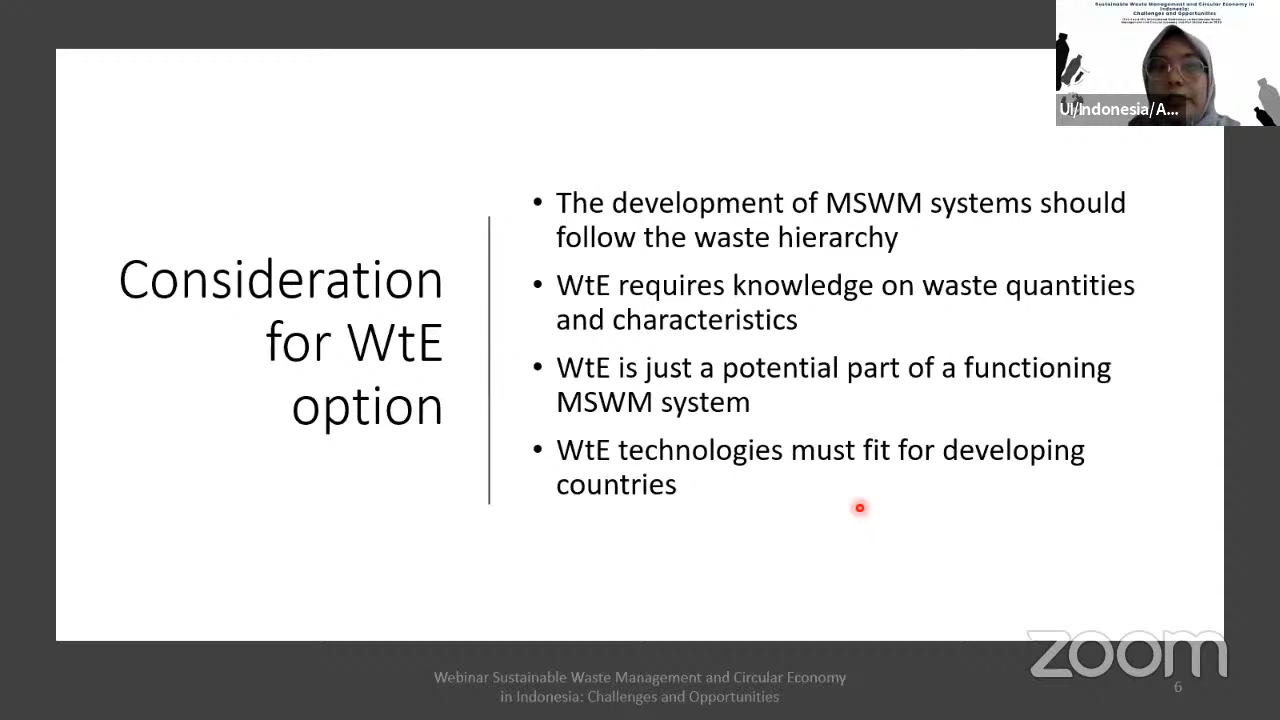 Sustainable Waste Management and Circular Economy in
Indonesia:
Challenges and Opportunities
UI/Indonesia/A...
Consideration
for WtE
option
• The development of MSWM systems should
follow the waste hierarchy
• WtE requires knowledge on waste quantities
and characteristics
• WtE is just a potential part of a functioning
MSWM system
• WtE technologies must fit for developing
countries
zoom
Webinar Sustainable Waste Management and Circular Economy
in Indonesia: Challenges and Opportunities
6